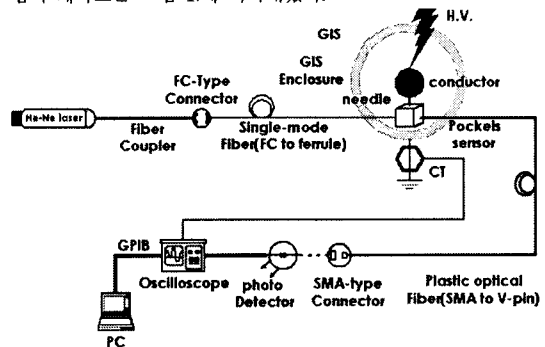 H.V.
GIS
GIS
Enclosure
FC-Type
Connector
needle
conductor
He-Ne laser
Fiber
Coupler
Single-mode
Fiber(FC to ferrule)
Pockels
sensor
CT
GPIB
Oscilloscope
photo
Detector
SMA-type
Connector
Plastic optical
Fiber(SMA to V-pin)
PC